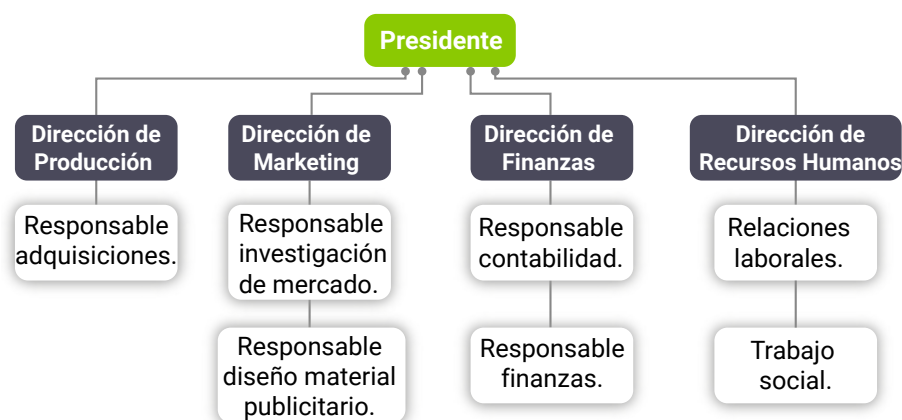 Presidente
Dirección de
Producción
Dirección de
Marketing
Dirección de
Finanzas
Dirección de
Recursos Humanos
Responsable
adquisiciones.
Responsable
investigación
de mercado.
Responsable
contabilidad.
Relaciones
laborales.
Responsable
diseño material
publicitario.
Responsable
finanzas.
Trabajo
social.